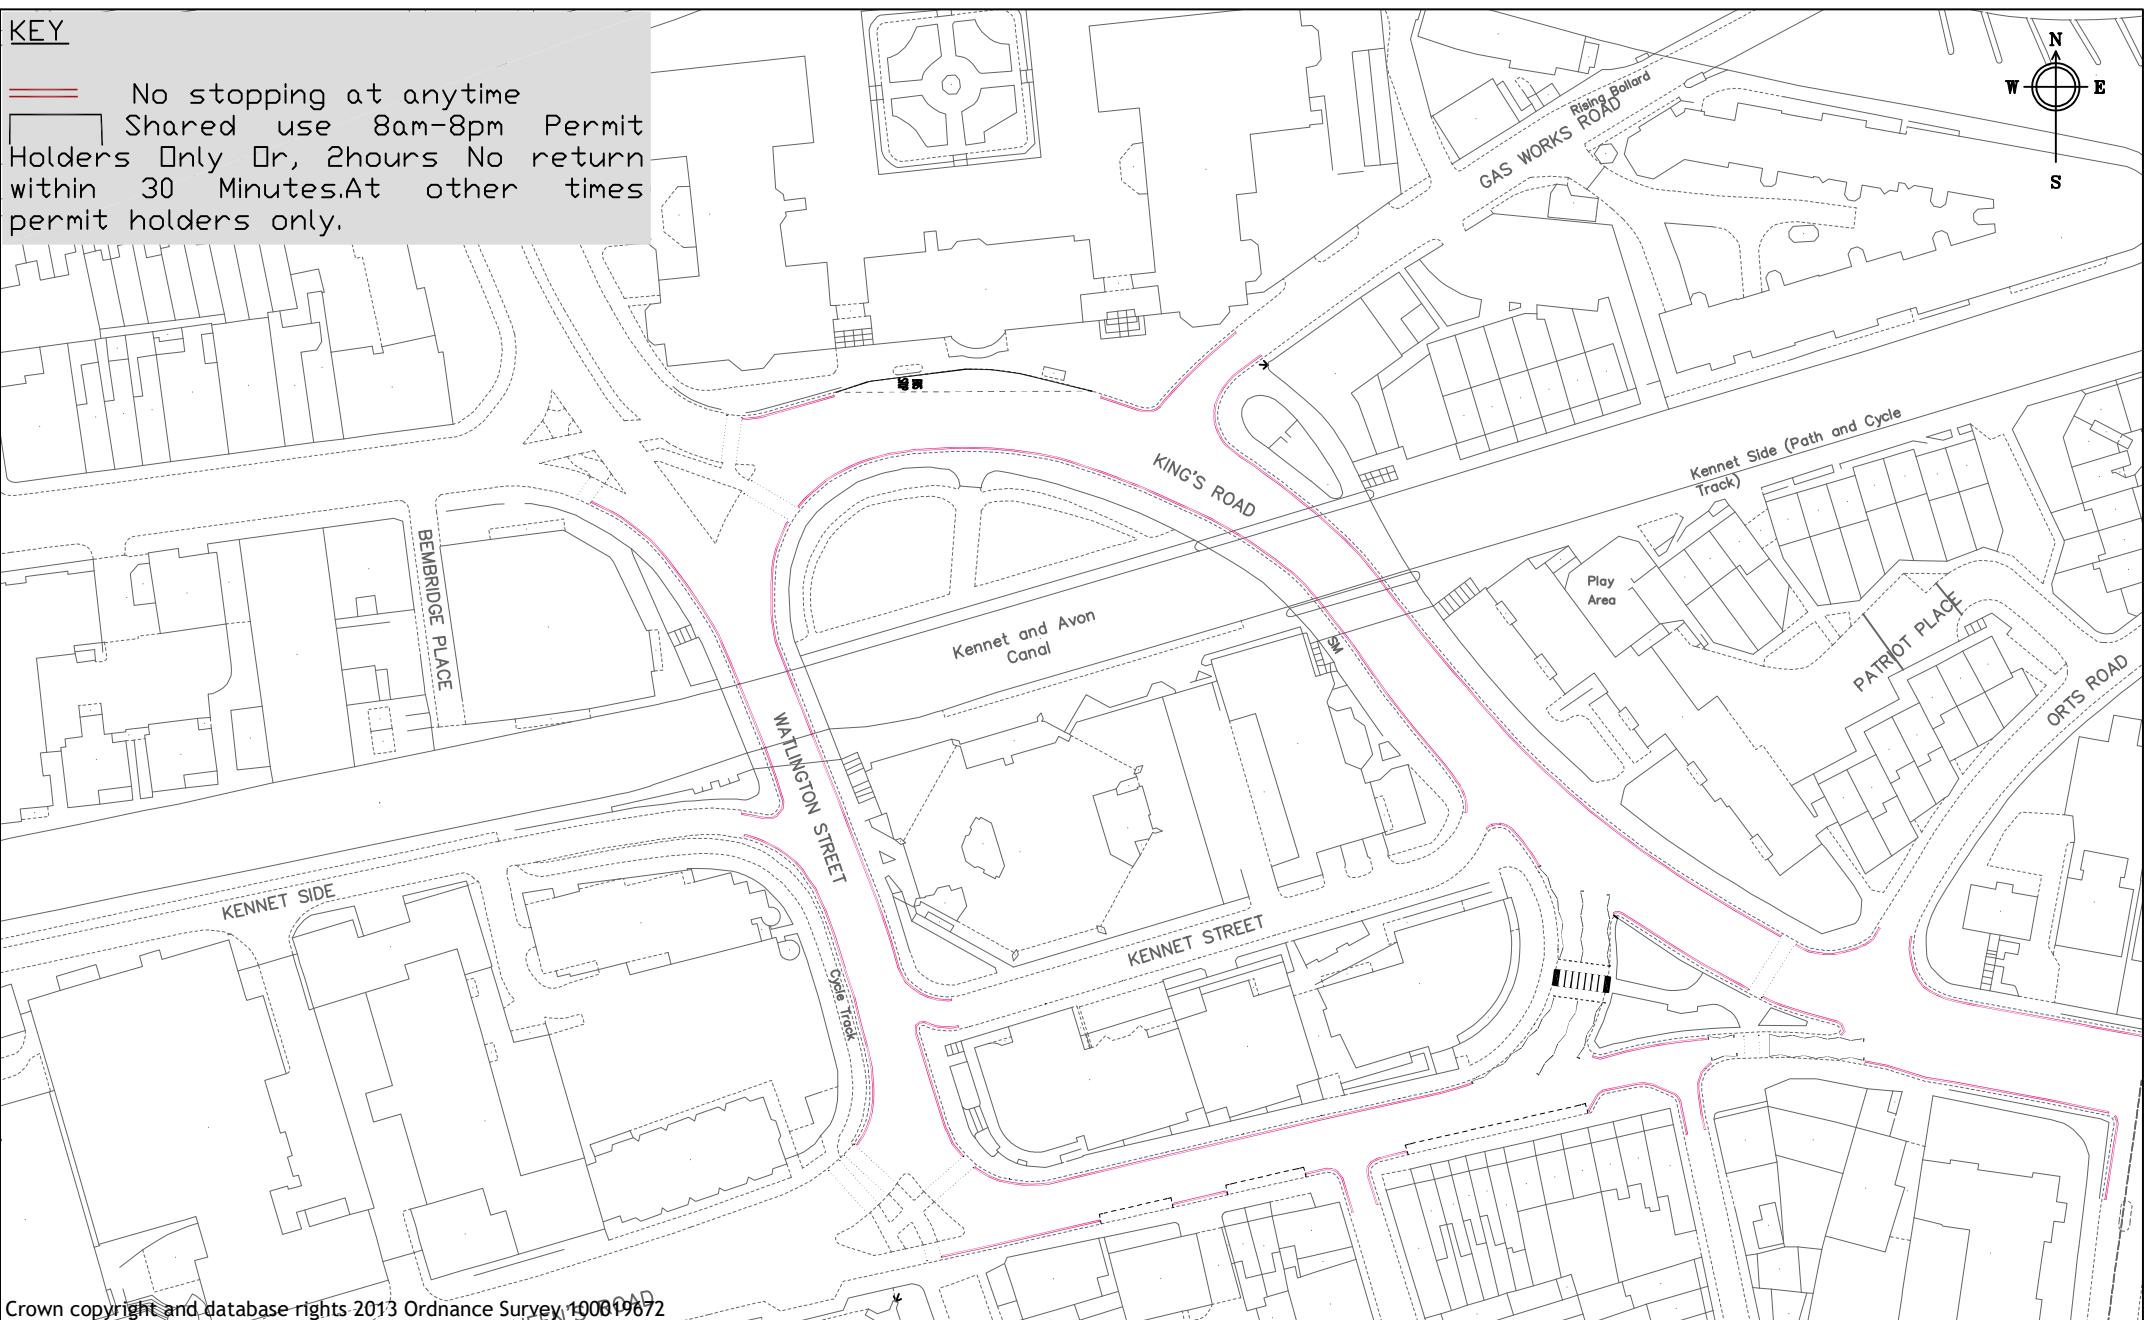 KEY
No stopping at anytime
Shared use 8am-8pm Permit
Holders Only Or, 2hours No return
within 30 Minutes.At other times
permit holders only.
N
W E
S
Rising Bollard
GAS WORKS ROAD
KING'S ROAD
Kennet Side (Path and Cycle
Track)
BEMBRIDGE PLACE
Play
Area
PATRIOT PLACE
Kennet and Avon
Canal
SM
ORTS ROAD
WATLINGTON STREET
KENNET SIDE
KENNET STREET
Cycle Track
ROAD
Crown copyright and database rights 2013 Ordnance Survey 100019672